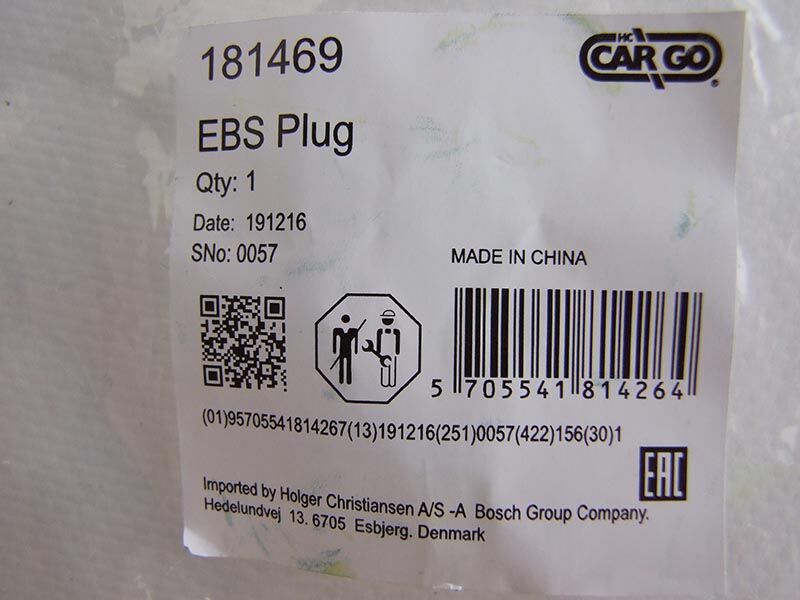 181469
HC
CARGO
EBS Plug
Qty: 1
Date: 191216
SNo: 0057
MADE IN CHINA
5 705541 814264
(01)95705541814267(13)191216(251)0057(422)156(30)1
EAC
Imported by Holger Christiansen A/S -A Bosch Group Company.
Hedelundvej 13. 6705 Esbjerg. Denmark